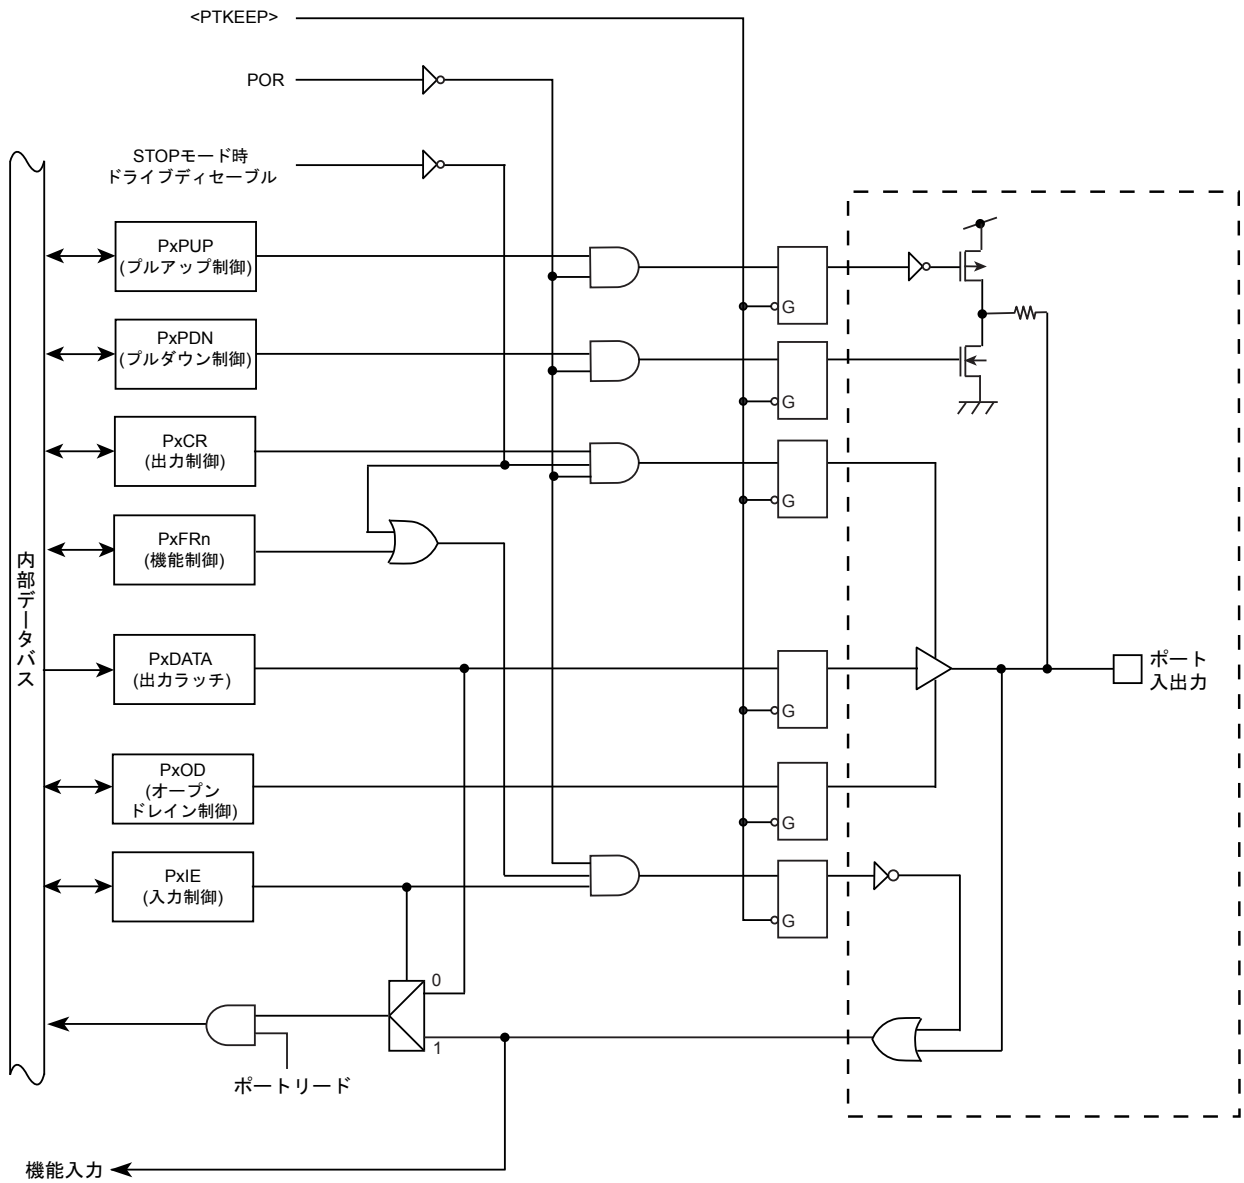 <PTKEEP>
POR
STOPモード時
ドライブディセーブル
PxPUP
(プルアップ制御)
G
PxPDN
(プルダウン制御)
G
PxCR
(出力制御)
G
PxFRn
(機能制御)
内部データバス
PxDATA
(出力ラッチ)
G
ポート
入出力
PxOD
(オープン
ドレイン制御)
G
PxIE
(入力制御)
G
0
1
ポートリード
機能入力